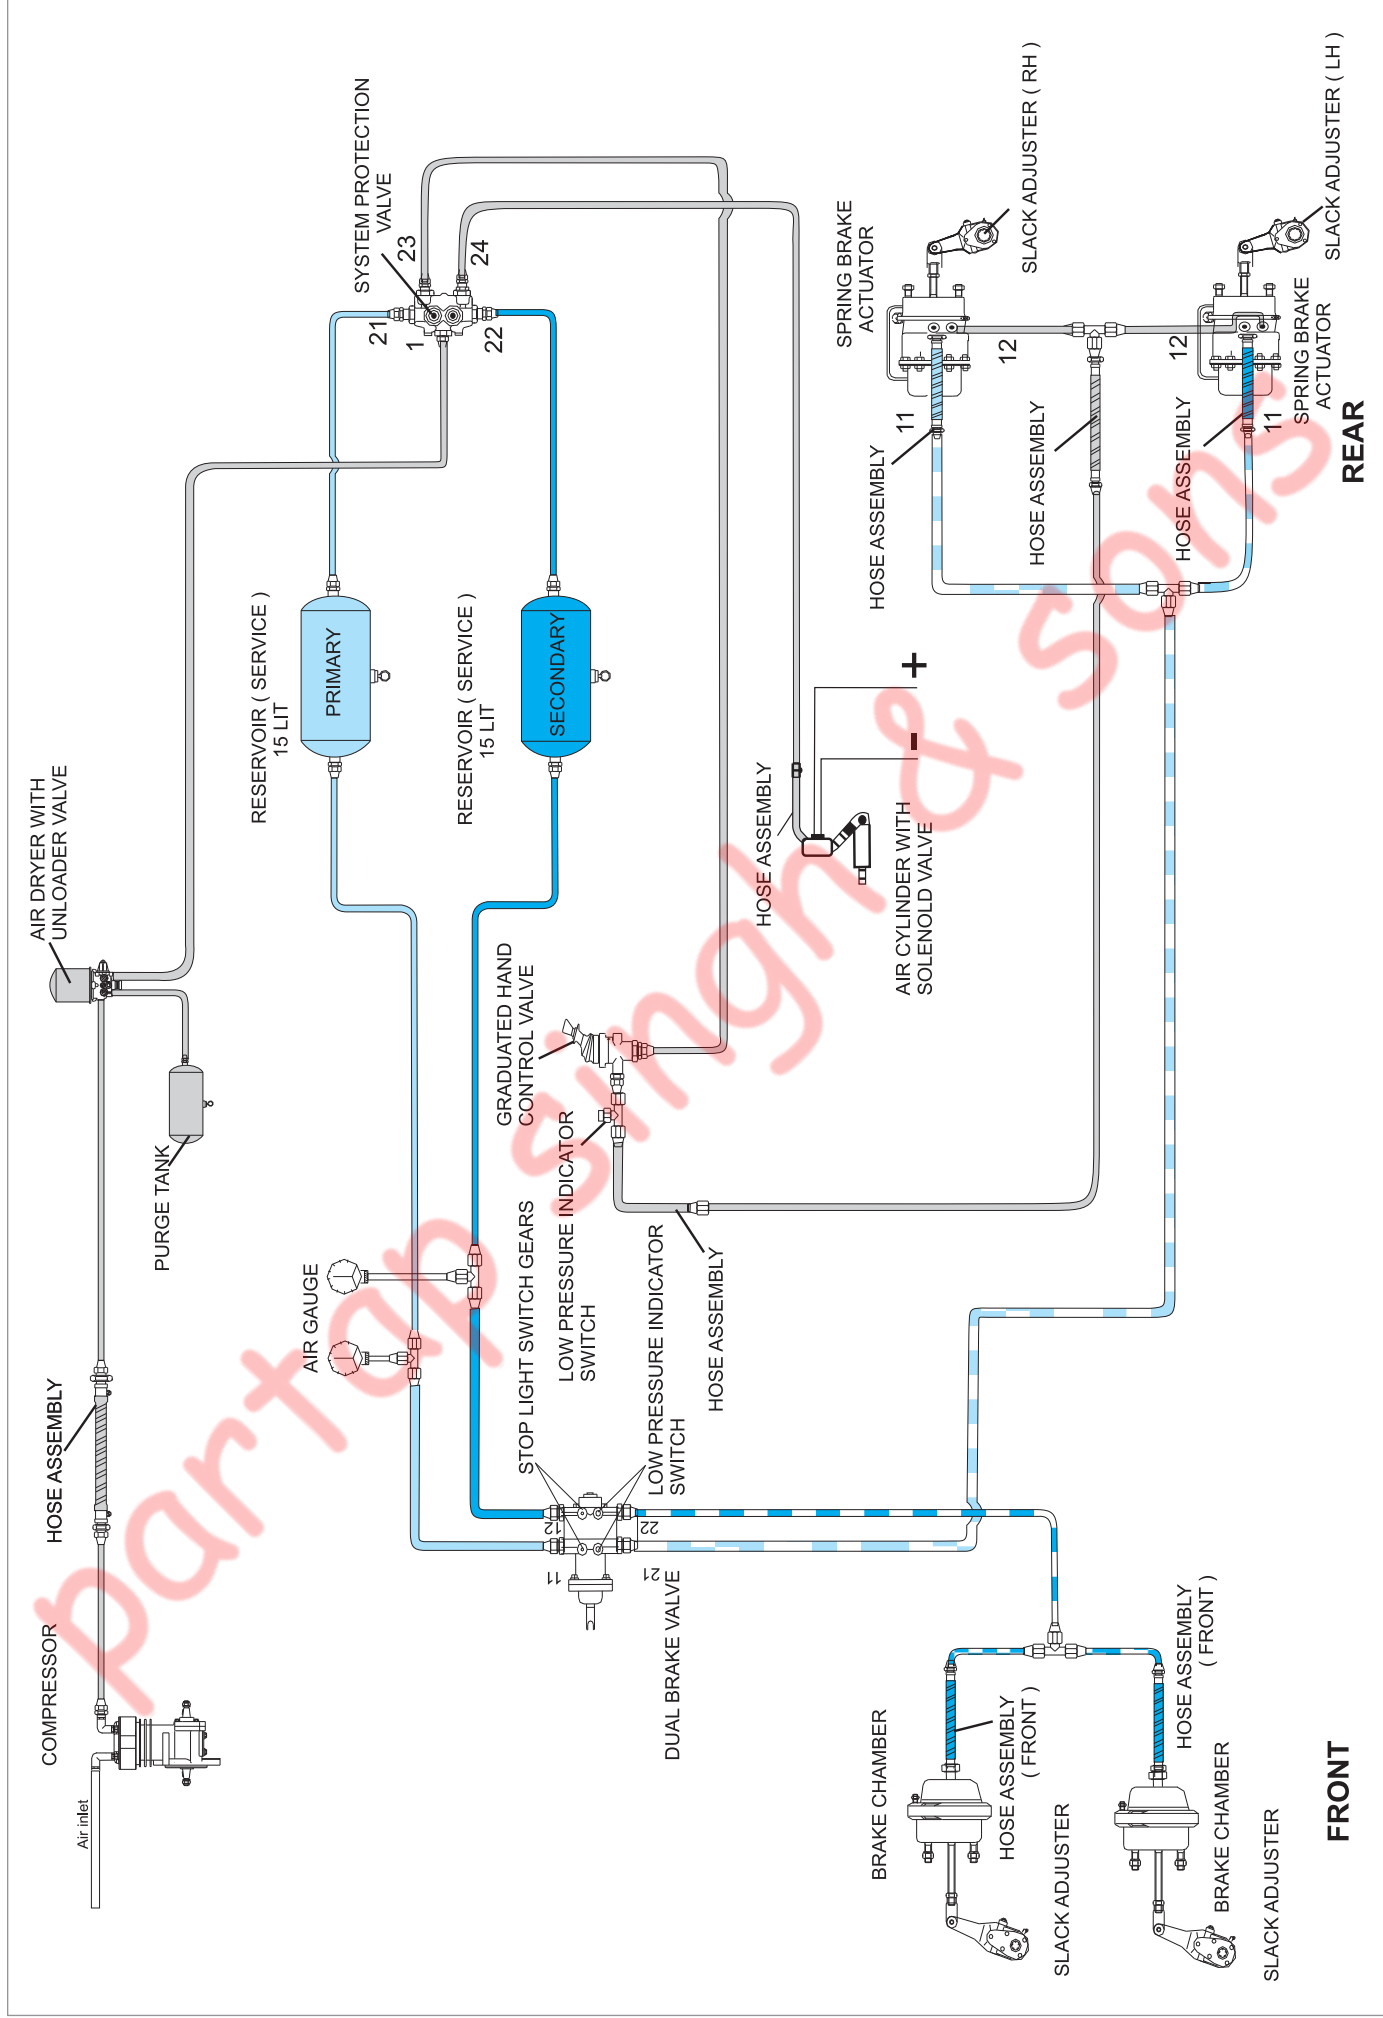 Air inlet
COMPRESSOR
HOSE ASSEMBLY
AIR DRYER WITH
UNLOADER VALVE
PURGE TANK
AIR GAUGE
RESERVOIR ( SERVICE )
15 LIT
PRIMARY
RESERVOIR ( SERVICE )
15 LIT
SECONDARY
SYSTEM PROTECTION
VALVE
21
1
22
23
24
GRADUATED HAND
CONTROL VALVE
LOW PRESSURE INDICATOR
SWITCH
STOP LIGHT SWITCH GEARS
LOW PRESSURE INDICATOR
SWITCH
HOSE ASSEMBLY
12
22
11
21
DUAL BRAKE VALVE
HOSE ASSEMBLY
AIR CYLINDER WITH
SOLENOLD VALVE
-
+
SPRING BRAKE
ACTUATOR
SLACK ADJUSTER ( RH )
11
12
HOSE ASSEMBLY
HOSE ASSEMBLY
HOSE ASSEMBLY
12
11
SPRING BRAKE
ACTUATOR
SLACK ADJUSTER ( LH )
REAR
BRAKE CHAMBER
HOSE ASSEMBLY
( FRONT )
SLACK ADJUSTER
HOSE ASSEMBLY
( FRONT )
BRAKE CHAMBER
SLACK ADJUSTER
FRONT
partap singh & sons